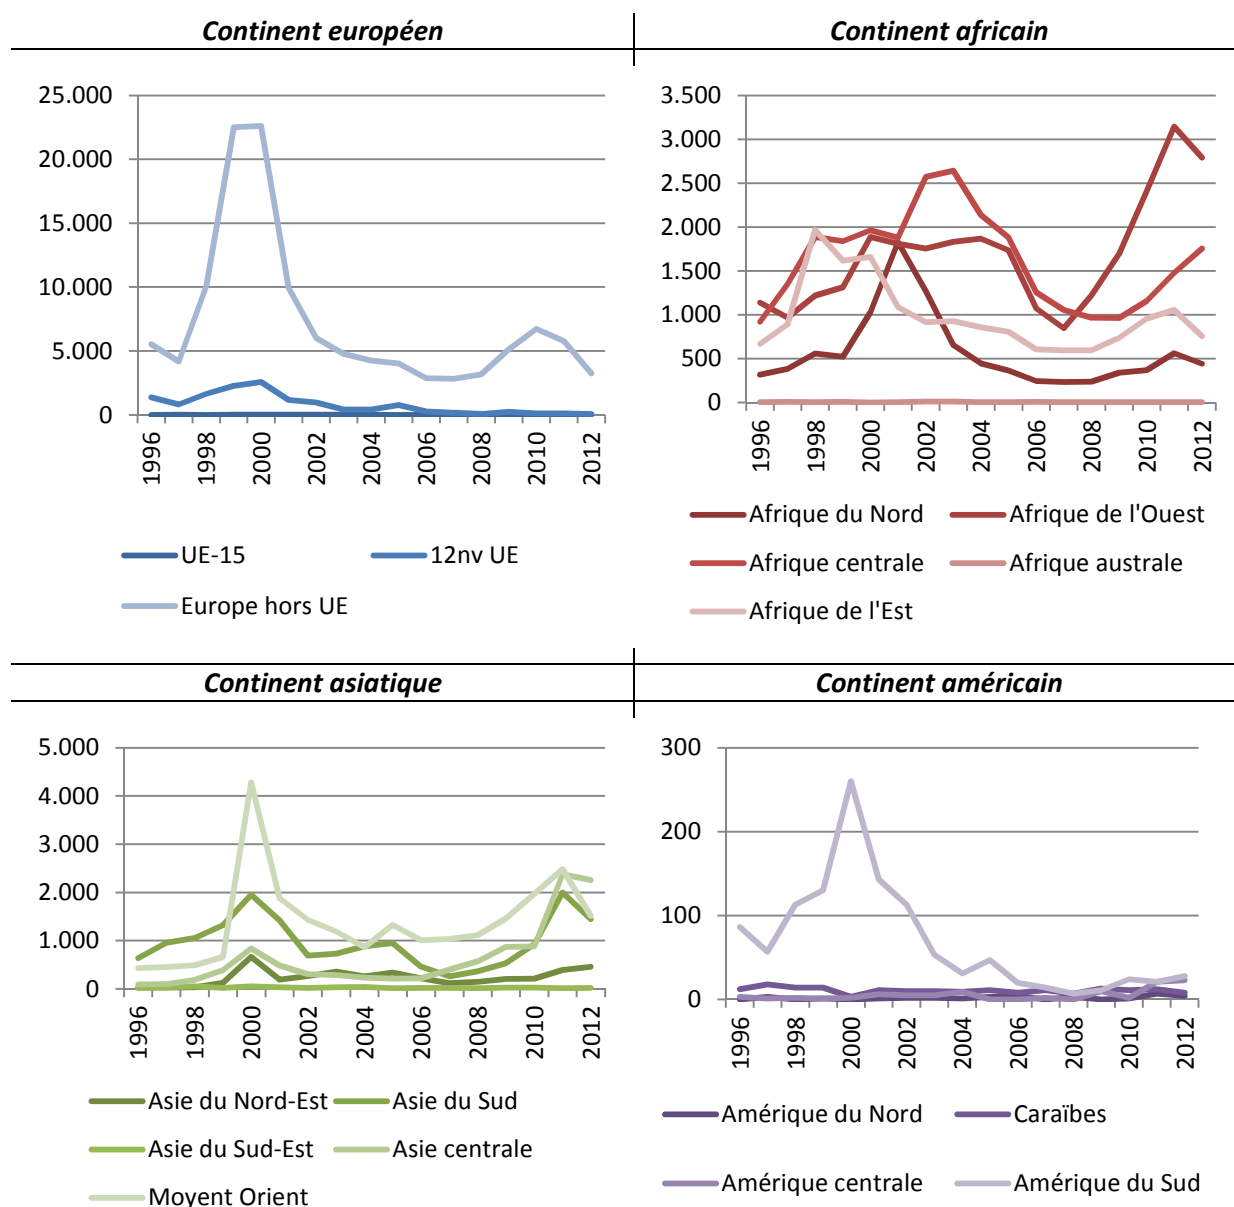 Continent européen
Continent africain
25.000
20.000
15.000
10.000
5.000
0
1996
1998
2000
2002
2004
2006
2008
2010
2012
UE-15
12nv UE
Europe hors UE
3.500
3.000
2.500
2.000
1.500
1.000
500
0
1996
1998
2000
2002
2004
2006
2008
2010
2012
Afrique du Nord
Afrique de l'Ouest
Afrique centrale
Afrique australe
Afrique de l'Est
Continent asiatique
Continent américain
5.000
4.000
3.000
2.000
1.000
0
1996
1998
2000
2002
2004
2006
2008
2010
2012
Asie du Nord-Est
Asie du Sud
Asie du Sud-Est
Asie centrale
Moyent Orient
300
200
100
0
1996
1998
2000
2002
2004
2006
2008
2010
2012
Amérique du Nord
Caraïbes
Amérique centrale
Amérique du Sud